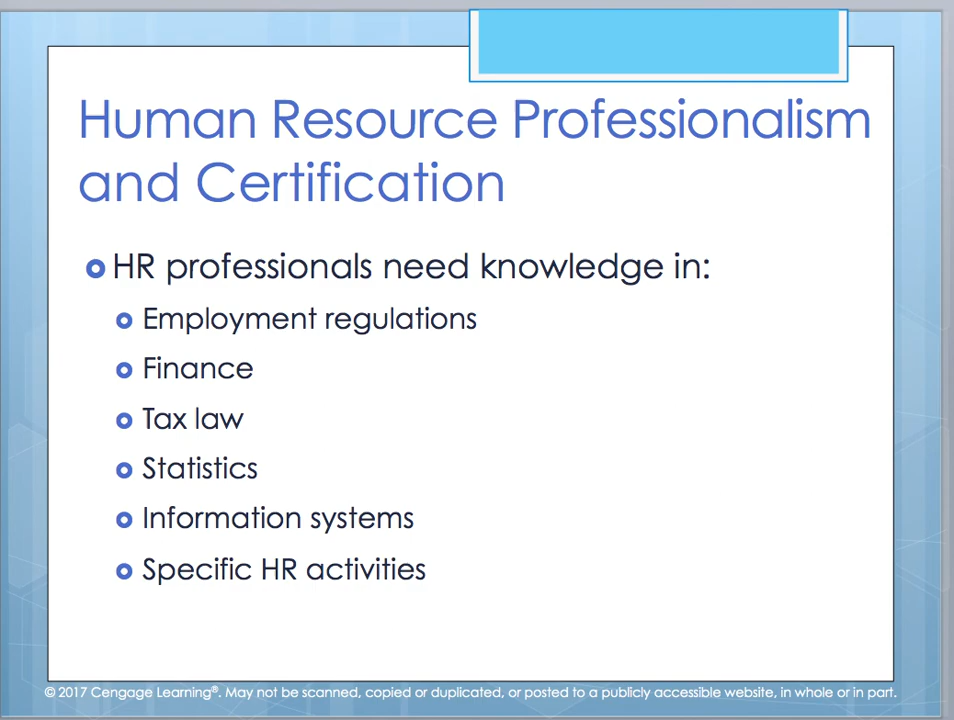 Human Resource Professionalism
and Certification
HR professionals need knowledge in:
Employment regulations
Finance
Tax law
Statistics
Information systems
Specific HR activities
© 2017 Cengage Learning®. May not be scanned, copied or duplicated, or posted to a publicly accessible website, in whole or in part.